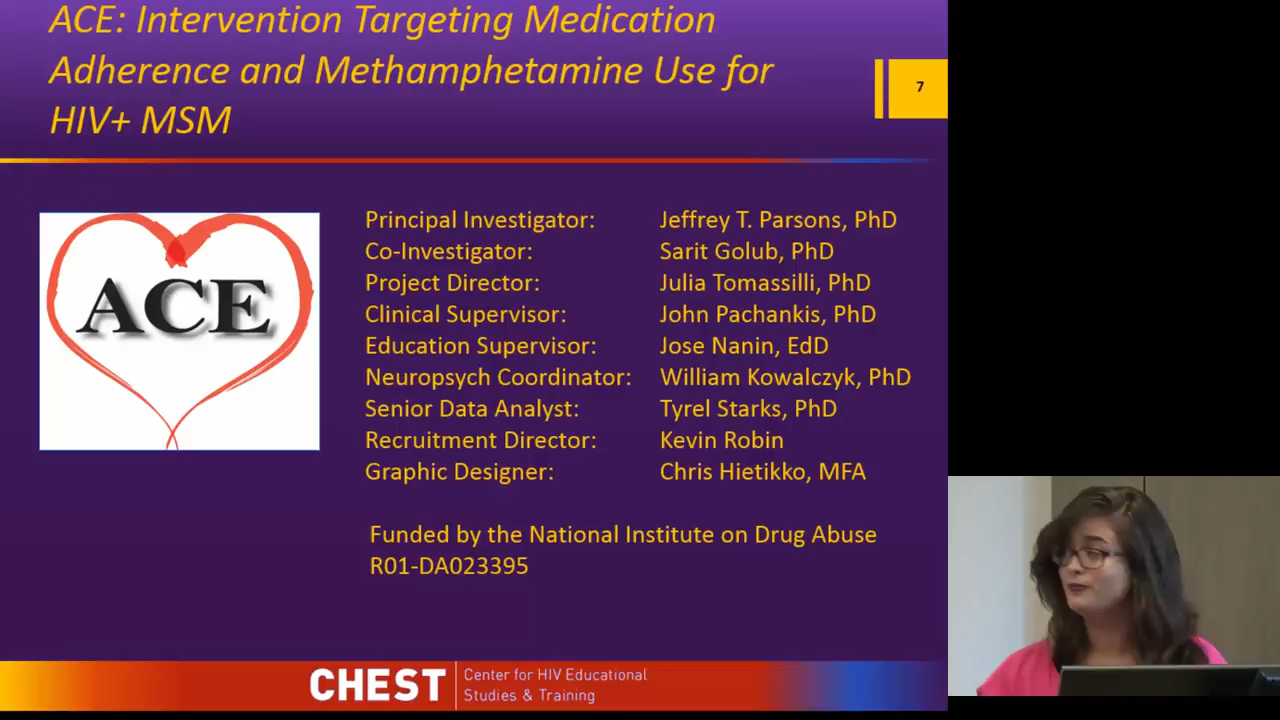 ACE: Intervention Targeting Medication
Adherence and Methamphetamine Use for
HIV+ MSM
7
ACE
Principal Investigator: Jeffrey T. Parsons, PhD
Co-Investigator: Sarit Golub, PhD
Project Director: Julia Tomassilli, PhD
Clinical Supervisor: John Pachankis, PhD
Education Supervisor: Jose Nanin, EdD
Neuropsych Coordinator: William Kowalczyk, PhD
Senior Data Analyst: Tyrel Starks, PhD
Recruitment Director: Kevin Robin
Graphic Designer: Chris Hietikko, MFA
Funded by the National Institute on Drug Abuse
R01-DA023395
CHEST
Center for HIV Educational
Studies & Training